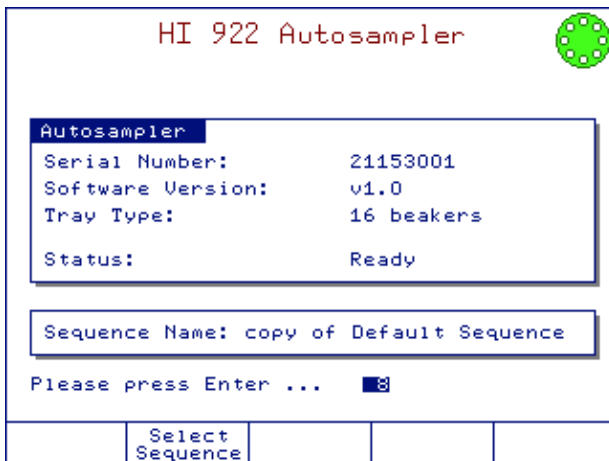 HI 922 Autosampler
Autosampler
Serial Number: 21153001
Software Version: v1.0
Tray Type: 16 beakers
Status: Ready
Sequence Name: copy of Default Sequence
Please press Enter ... 8
Select
Sequence